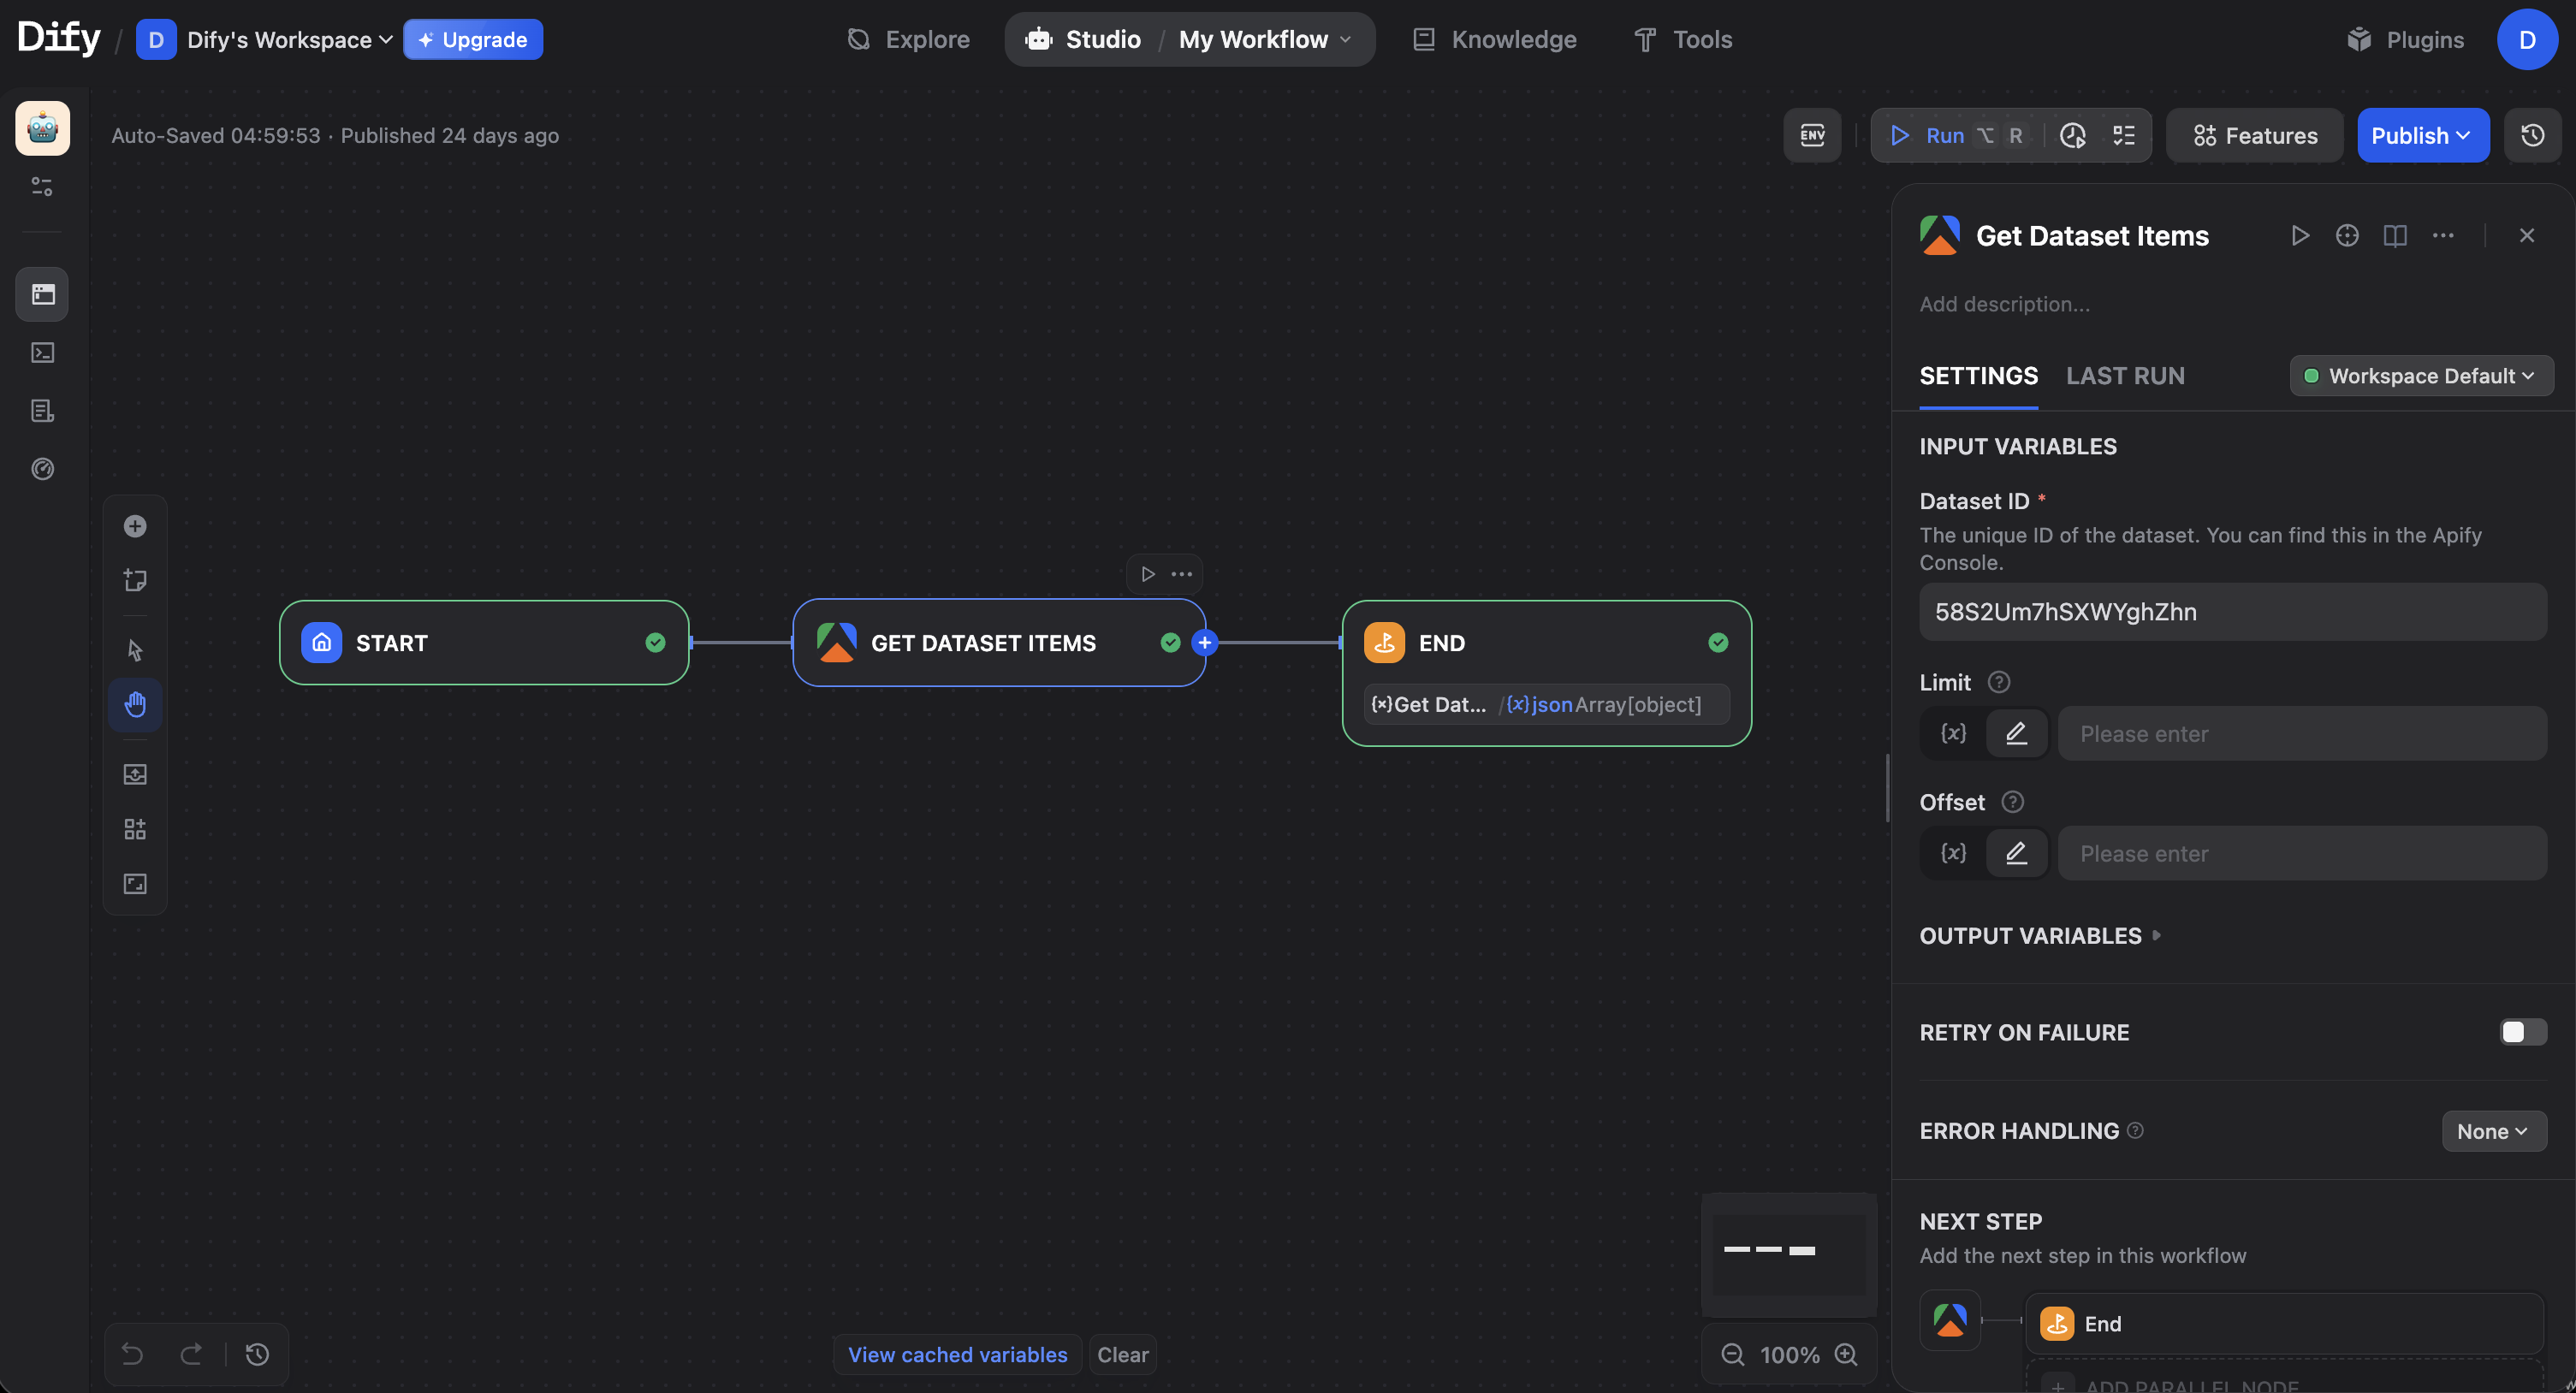 Dify / D Dify's Workspace Upgrade
Explore
Studio / My Workflow
Knowledge
Tools
Plugins
D
Auto-Saved 04:59:53 · Published 24 days ago
ENV
Run ⌥ R
Features
Publish
START
GET DATASET ITEMS
END
{x}Get Dat... /{x}jsonArray[object]
View cached variables
Clear
100%
Get Dataset Items
Add description...
SETTINGS
LAST RUN
Workspace Default
INPUT VARIABLES
Dataset ID *
The unique ID of the dataset. You can find this in the Apify
Console.
58S2Um7hSXWYghZhn
Limit
{x}
Please enter
Offset
{x}
Please enter
OUTPUT VARIABLES
RETRY ON FAILURE
ERROR HANDLING
None
NEXT STEP
Add the next step in this workflow
End
ADD PARALLEL NODE